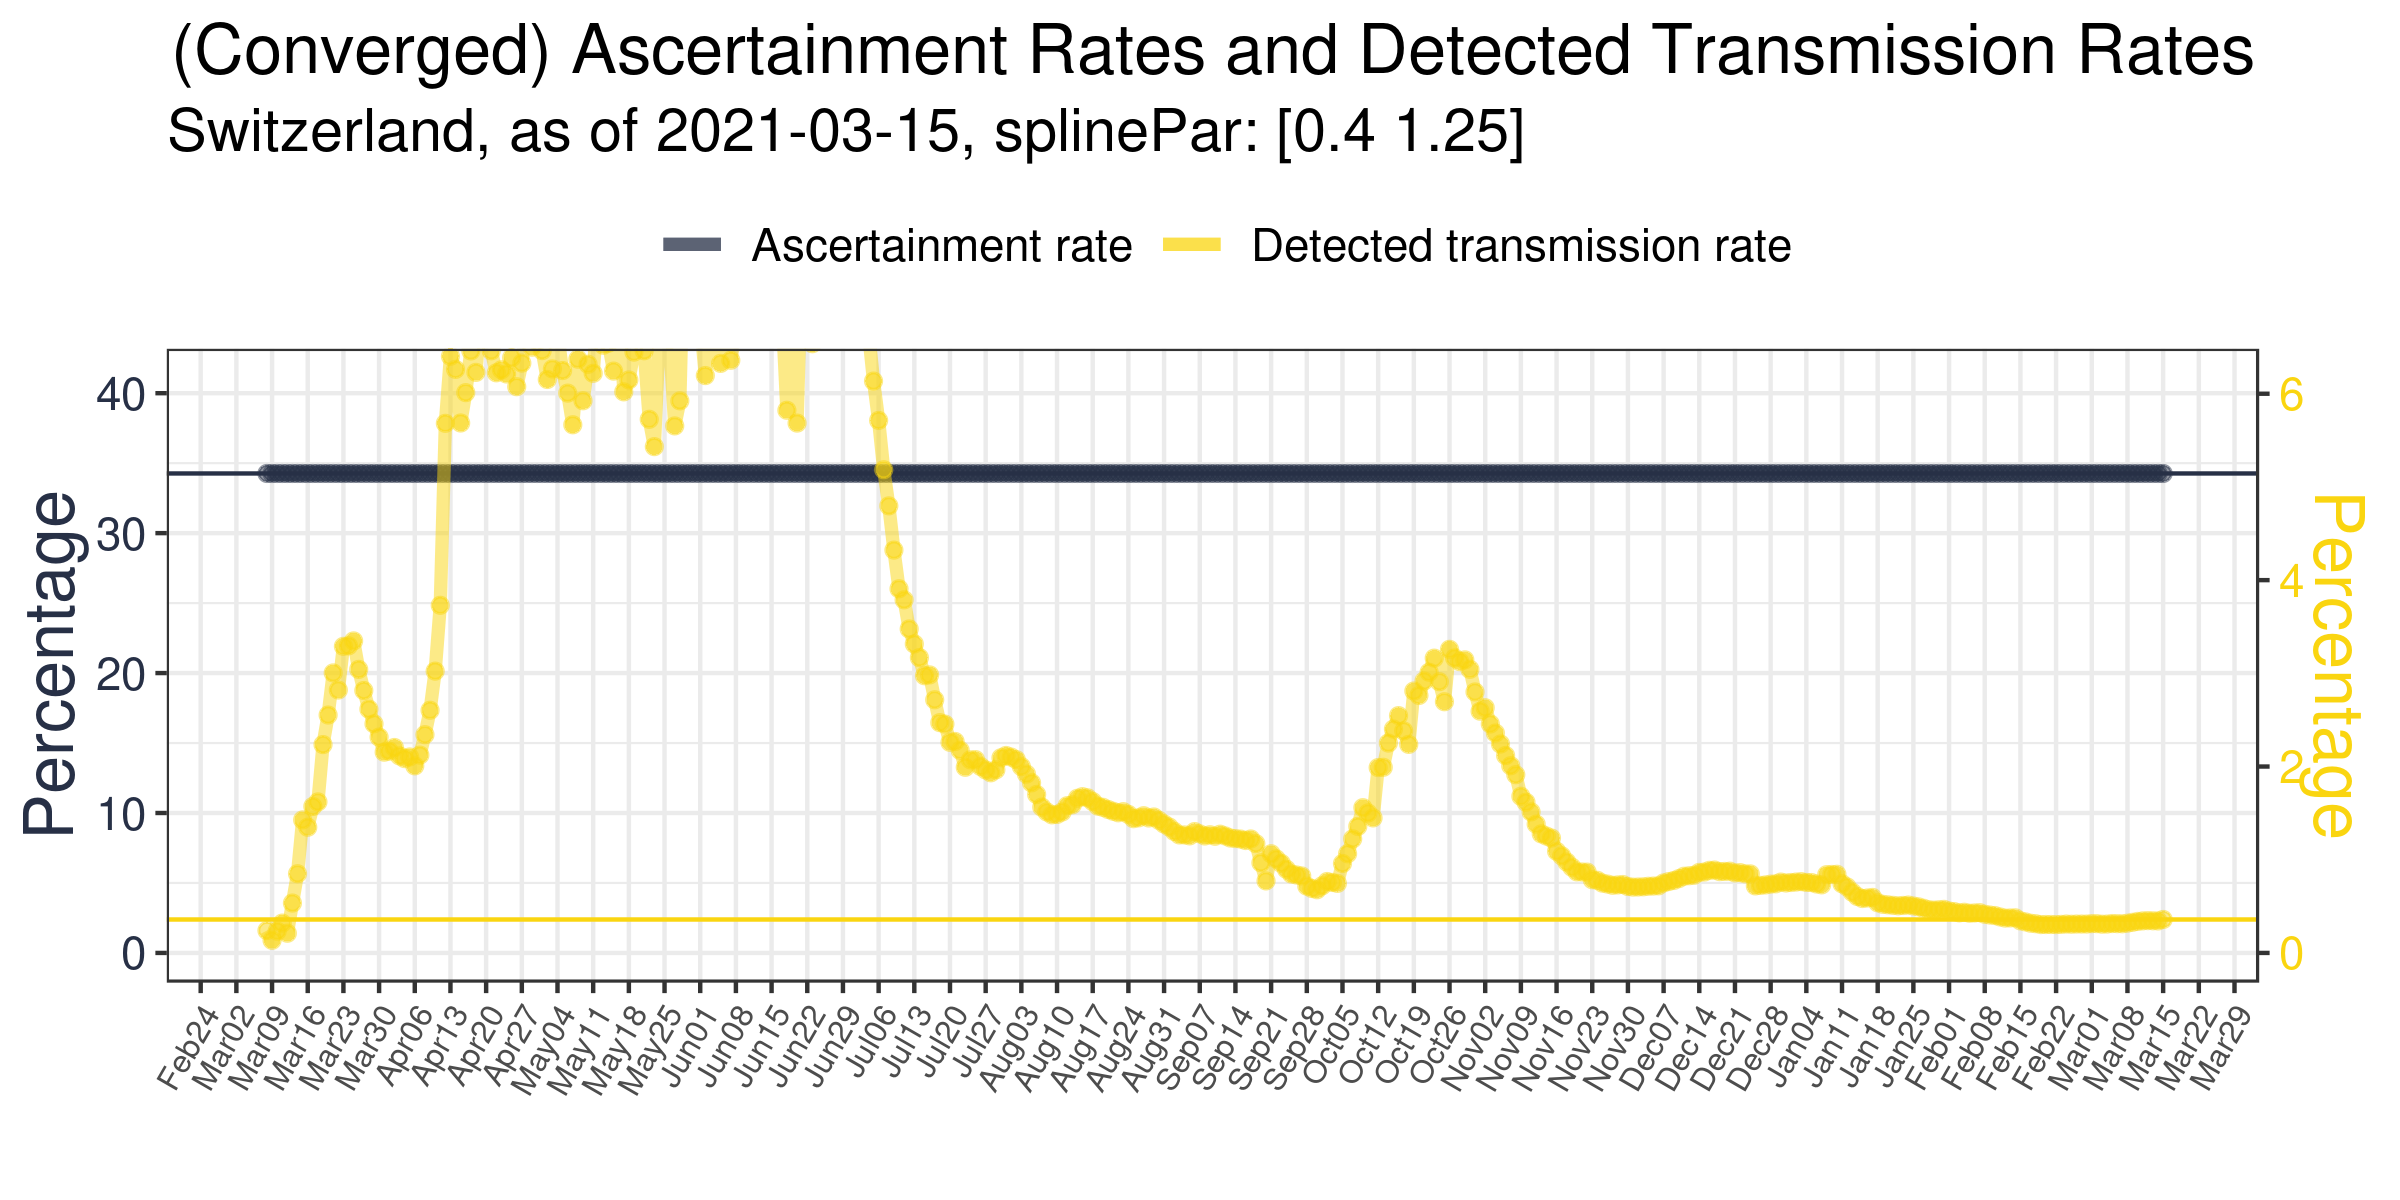 (Converged) Ascertainment Rates and Detected Transmission Rates
Switzerland, as of 2021-03-15, splinePar: [0.4 1.25]
Ascertainment rate
Detected transmission rate
Percentage
40
30
20
10
0
6
4
2
0
Percentage
Feb24
Mar02
Mar09
Mar16
Mar23
Mar30
Apr06
Apr13
Apr20
Apr27
May04
May11
May18
May25
Jun01
Jun08
Jun15
Jun22
Jun29
Jul06
Jul13
Jul20
Jul27
Aug03
Aug10
Aug17
Aug24
Aug31
Sep07
Sep14
Sep21
Sep28
Oct05
Oct12
Oct19
Oct26
Nov02
Nov09
Nov16
Nov23
Nov30
Dec07
Dec14
Dec21
Dec28
Jan04
Jan11
Jan18
Jan25
Feb01
Feb08
Feb15
Feb22
Mar01
Mar08
Mar15
Mar22
Mar29